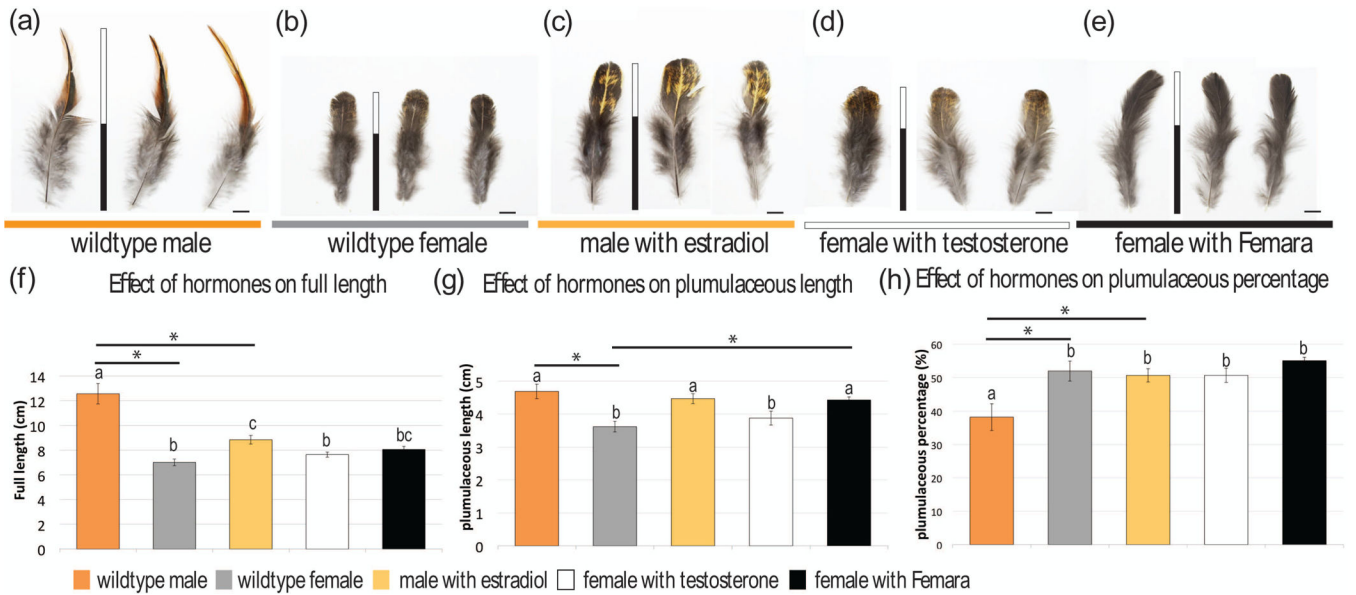 (a)
(b)
(c)
(d)
(e)
wildtype male
wildtype female
male with estradiol
female with testosterone
female with Femara
(f)
Effect of hormones on full length
Full length (cm)
14
12
10
8
6
4
2
0
*
*
a
b
c
b
bc
(g)
Effect of hormones on plumulaceous length
plumulaceous length (cm)
5
4
3
2
1
0
*
*
a
b
a
b
a
(h)
Effect of hormones on plumulaceous percentage
plumulaceous percentage (%)
60
50
40
30
20
10
0
*
*
a
b
b
b
b
wildtype male
wildtype female
male with estradiol
female with testosterone
female with Femara